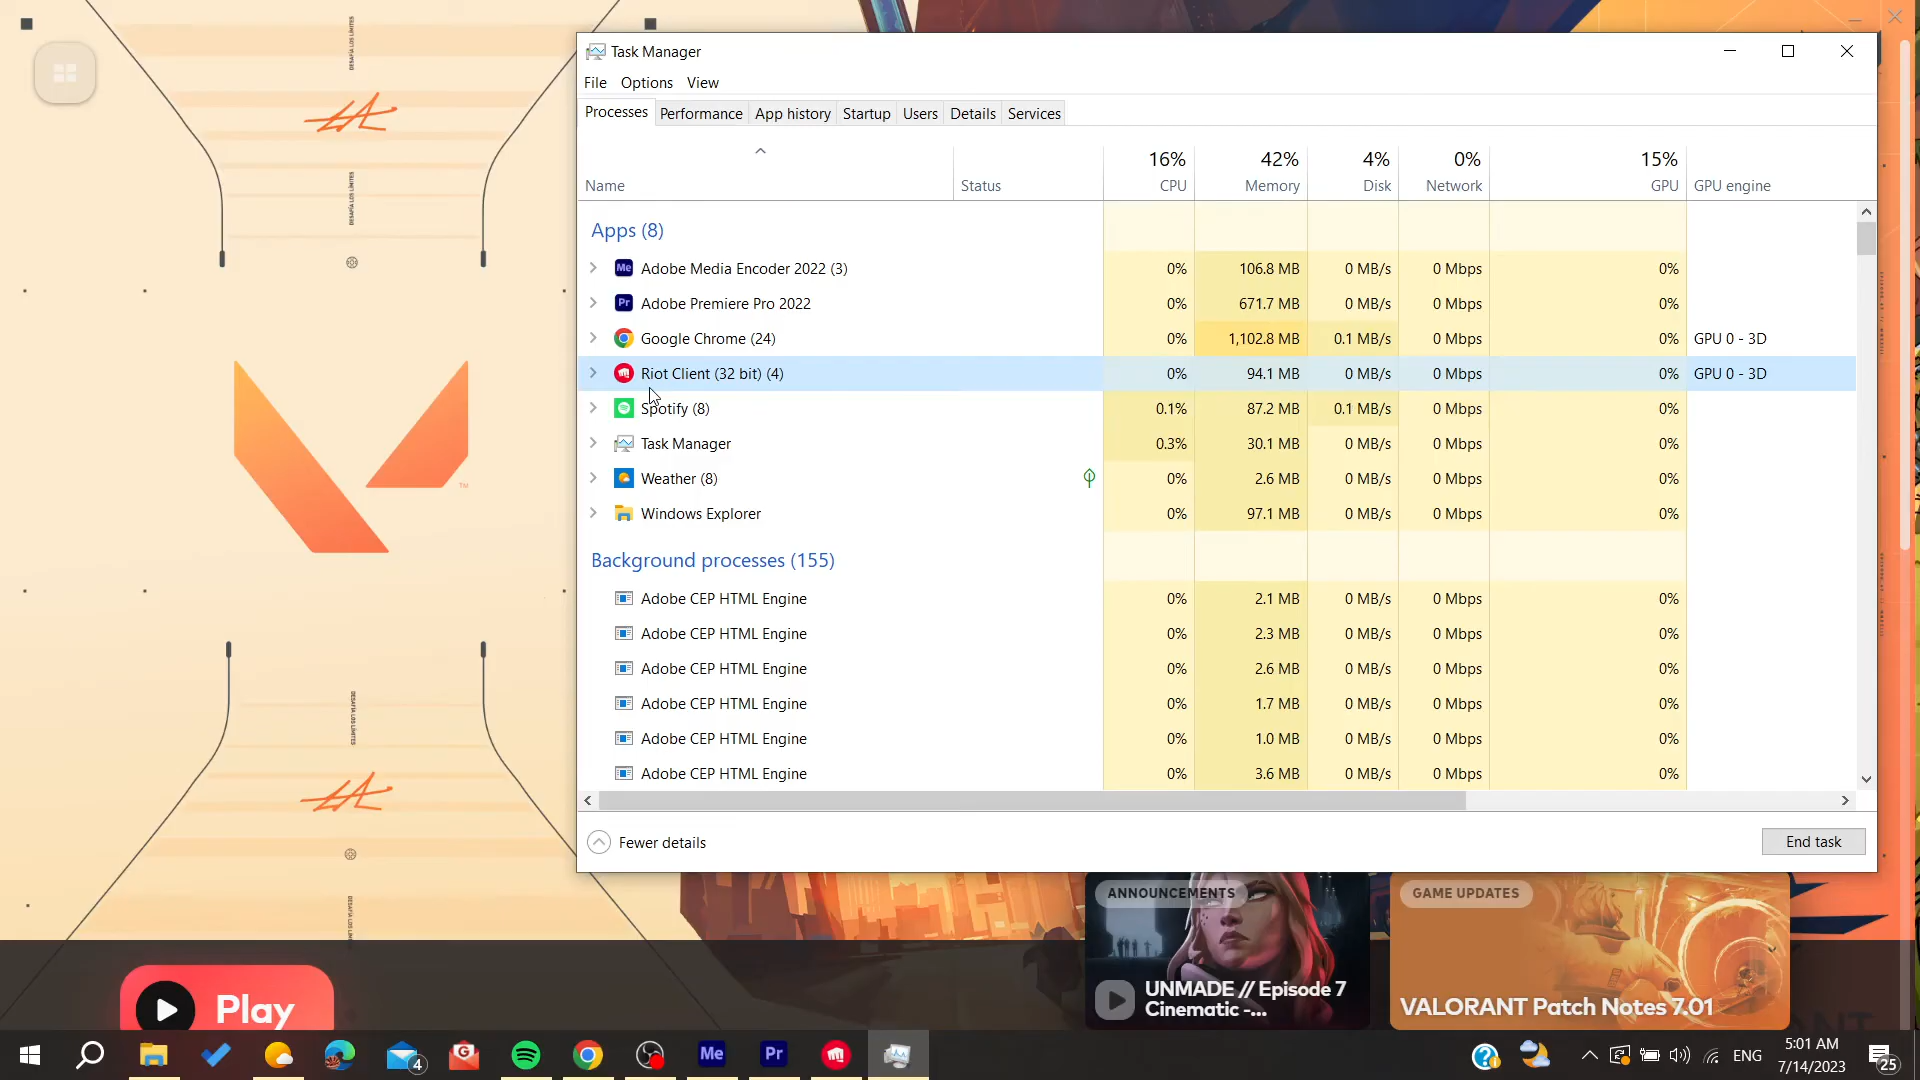 Task Manager
File Options View
Processes Performance App history Startup Users Details Services
16% 42% 4% 0% 15%
Name Status CPU Memory Disk Network GPU GPU engine
Apps (8)
Adobe Media Encoder 2022 (3) 0% 106.8 MB 0 MB/s 0 Mbps 0%
Adobe Premiere Pro 2022 0% 671.7 MB 0 MB/s 0 Mbps 0%
Google Chrome (24) 0% 1,102.8 MB 0.1 MB/s 0 Mbps 0% GPU 0 - 3D
Riot Client (32 bit) (4) 0% 94.1 MB 0 MB/s 0 Mbps 0% GPU 0 - 3D
Spotify (8) 0.1% 87.2 MB 0.1 MB/s 0 Mbps 0%
Task Manager 0.3% 30.1 MB 0 MB/s 0 Mbps 0%
Weather (8) 0% 2.6 MB 0 MB/s 0 Mbps 0%
Windows Explorer 0% 97.1 MB 0 MB/s 0 Mbps 0%
Background processes (155)
Adobe CEP HTML Engine 0% 2.1 MB 0 MB/s 0 Mbps 0%
Adobe CEP HTML Engine 0% 2.3 MB 0 MB/s 0 Mbps 0%
Adobe CEP HTML Engine 0% 2.6 MB 0 MB/s 0 Mbps 0%
Adobe CEP HTML Engine 0% 1.7 MB 0 MB/s 0 Mbps 0%
Adobe CEP HTML Engine 0% 1.0 MB 0 MB/s 0 Mbps 0%
Adobe CEP HTML Engine 0% 3.6 MB 0 MB/s 0 Mbps 0%
Fewer details End task
DESAFÍA LOS LÍMITES
DESAFÍA LOS LÍMITES
TM
DESAFÍA LOS LÍMITES
Play
ANNOUNCEMENTS
UNMADE // Episode 7
Cinematic -...
GAME UPDATES
VALORANT Patch Notes 7.01
4
Me
Pr
ENG
5:01 AM
7/14/2023
25